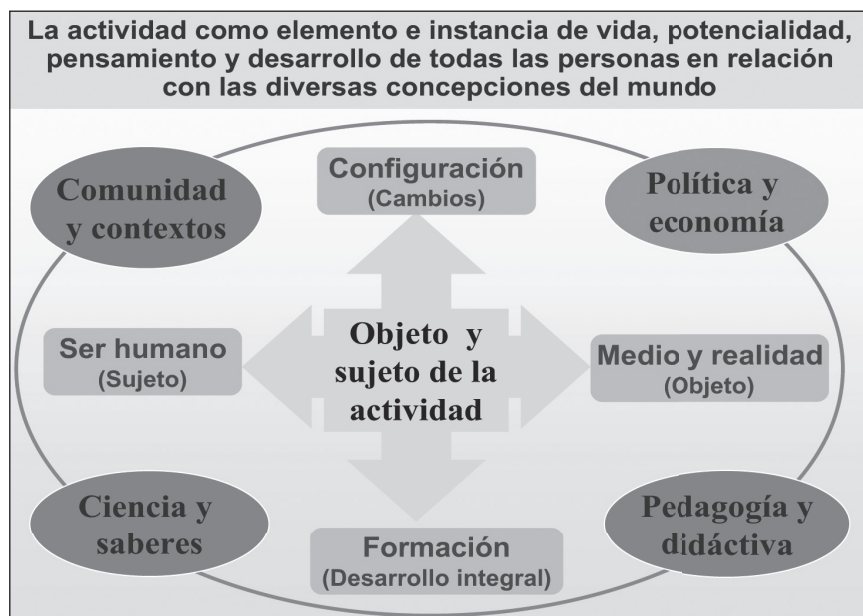 La actividad como elemento e instancia de vida, potencialidad,
pensamiento y desarrollo de todas las personas en relación
con las diversas concepciones del mundo
Comunidad
y contextos
Configuración
(Cambios)
Política y
economía
Ser humano
(Sujeto)
Objeto y
sujeto de la
actividad
Medio y realidad
(Objeto)
Ciencia y
saberes
Formación
(Desarrollo integral)
Pedagogía y
didáctiva